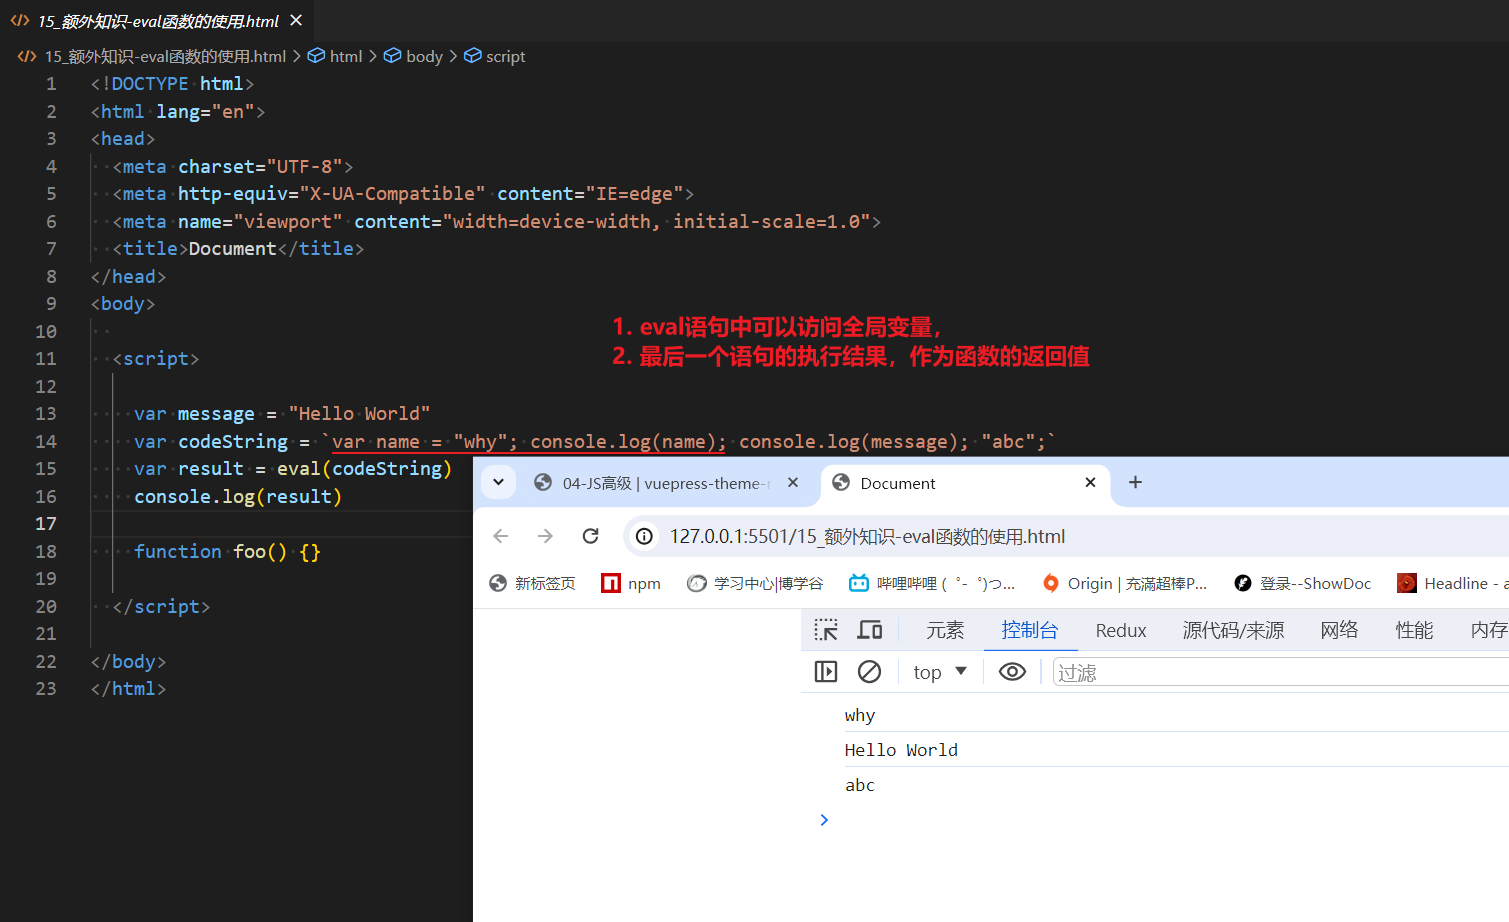 15_额外知识-eval函数的使用.html
15_额外知识-eval函数的使用.html > html > body > script
1 <!DOCTYPE html>
2 <html lang="en">
3 <head>
4 <meta charset="UTF-8">
5 <meta http-equiv="X-UA-Compatible" content="IE=edge">
6 <meta name="viewport" content="width=device-width, initial-scale=1.0">
7 <title>Document</title>
8 </head>
9 <body>
10
1. eval语句中可以访问全局变量，
11 <script>
2. 最后一个语句的执行结果，作为函数的返回值
12
13 var message = "Hello World"
14 var codeString = `var name = "why"; console.log(name); console.log(message); "abc";`
15 var result = eval(codeString)
16 console.log(result)
17
18 function foo() {}
19
20 </script>
21
22 </body>
23 </html>
04-JS高级 | vuepress-theme- Document
127.0.0.1:5501/15_额外知识-eval函数的使用.html
新标签页 npm 学习中心|博学谷 哔哩哔哩 (゜-゜)つ... Origin | 充满超棒P... 登录--ShowDoc Headline - a
元素 控制台 Redux 源代码/来源 网络 性能 内存
top 过滤
why
Hello World
abc